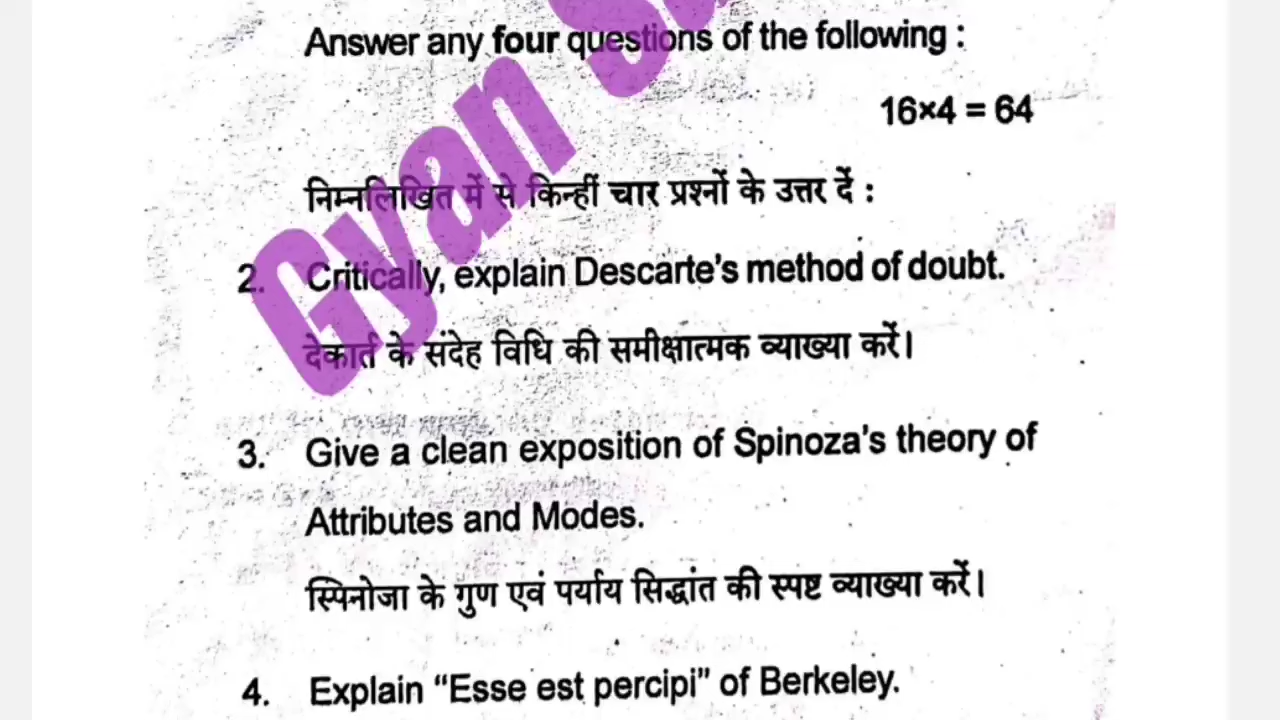 Answer any four questions of the following :
16×4 = 64
निम्नलिखित में से किन्हीं चार प्रश्नों के उत्तर दें :
2. Critically, explain Descarte's method of doubt.
देकार्त के संदेह विधि की समीक्षात्मक व्याख्या करें।
3. Give a clean exposition of Spinoza's theory of
Attributes and Modes.
स्पिनोजा के गुण एवं पर्याय सिद्धांत की स्पष्ट व्याख्या करें।
4. Explain “Esse est percipi” of Berkeley.
Gyan